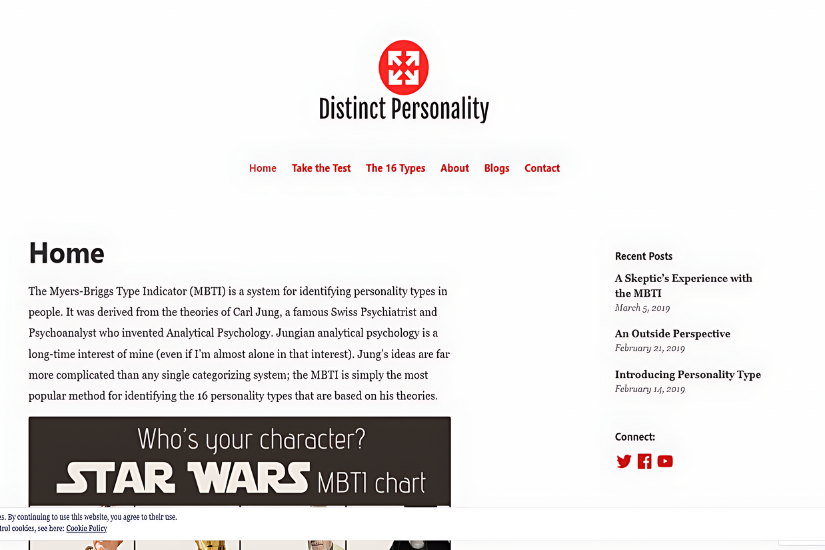 Distinct Personality
Home Take the Test The 16 Types About Blogs Contact
Home
The Myers-Briggs Type Indicator (MBTI) is a system for identifying personality types in
people. It was derived from the theories of Carl Jung, a famous Swiss Psychiatrist and
Psychoanalyst who invented Analytical Psychology. Jungian analytical psychology is a
long-time interest of mine (even if I'm almost alone in that interest). Jung's ideas are far
more complicated than any single categorizing system; the MBTI is simply the most
popular method for identifying the 16 personality types that are based on his theories.
Who's your character?
STAR WARS MBTI chart
Recent Posts
A Skeptic's Experience with
the MBTI
March 5, 2019
An Outside Perspective
February 21, 2019
Introducing Personality Type
February 14, 2019
Connect:
es. By continuing to use this website, you agree to their use.
trol cookies, see here: Cookie Policy